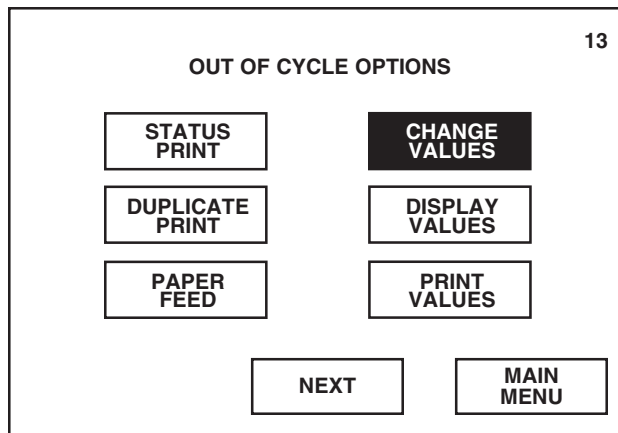 13
OUT OF CYCLE OPTIONS
STATUS
PRINT
CHANGE
VALUES
DUPLICATE
PRINT
DISPLAY
VALUES
PAPER
FEED
PRINT
VALUES
NEXT
MAIN
MENU